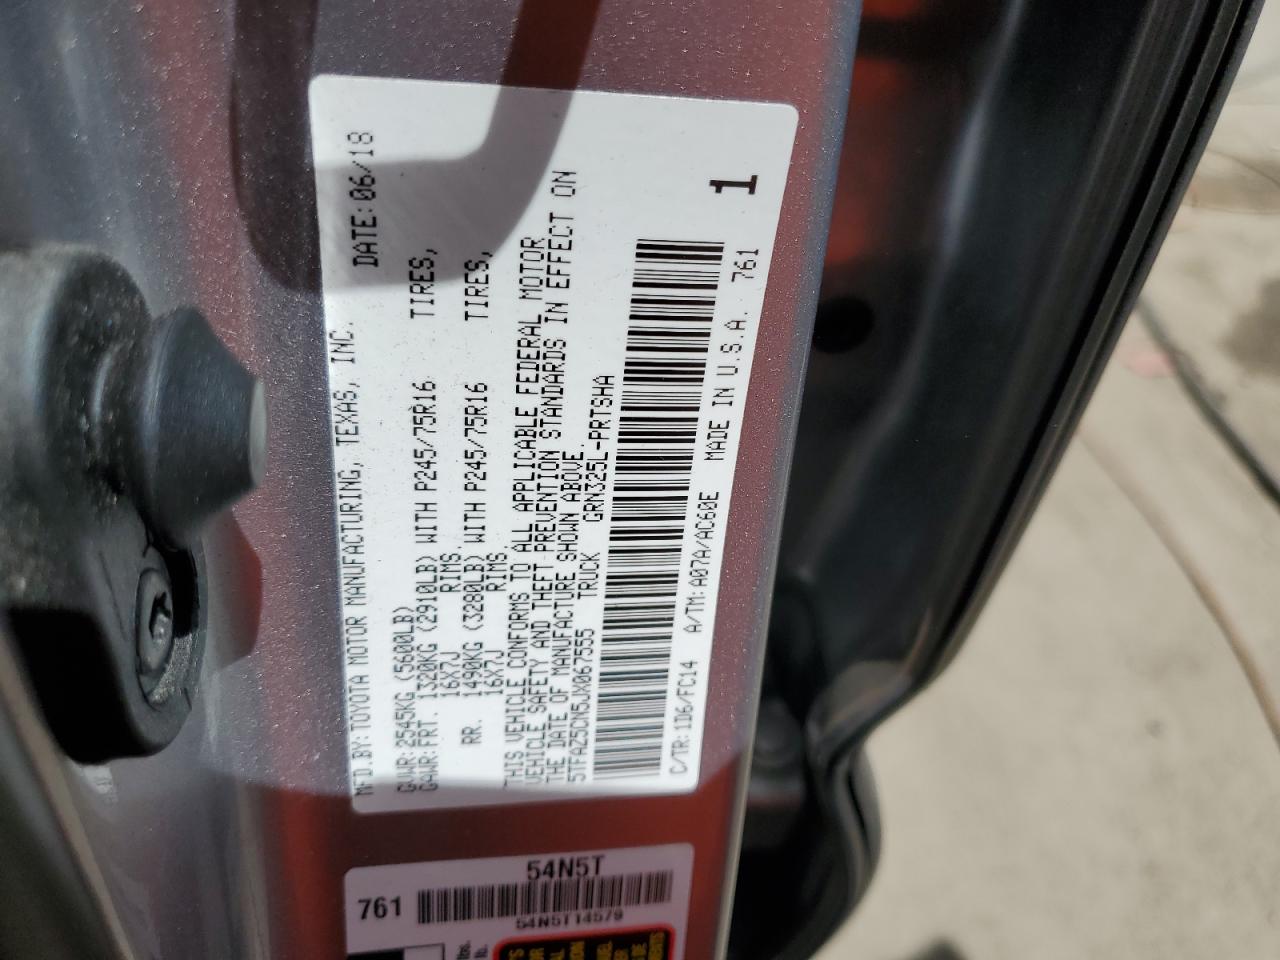 MFD.BY:TOYOTA MOTOR MANUFACTURING, TEXAS, INC. DATE:06/18
GVWR:2545KG (5600LB)
GAWR:FRT. 1320KG (2910LB) WITH P245/75R16 TIRES,
16X7J RIMS.
RR. 1490KG (3280LB) WITH P245/75R16 TIRES,
16X7J RIMS.
THIS VEHICLE CONFORMS TO ALL APPLICABLE FEDERAL MOTOR
VEHICLE SAFETY AND THEFT PREVENTION STANDARDS IN EFFECT ON
THE DATE OF MANUFACTURE SHOWN ABOVE.
5TFAZ5CN5JX067555 TRUCK GRN325L-PRTSHA
C/TR:1D6/FC14 A/TM:A07A/AC60E MADE IN U.S.A. 761
1
54N5T
761
54N5T14579
lbs.
lb.